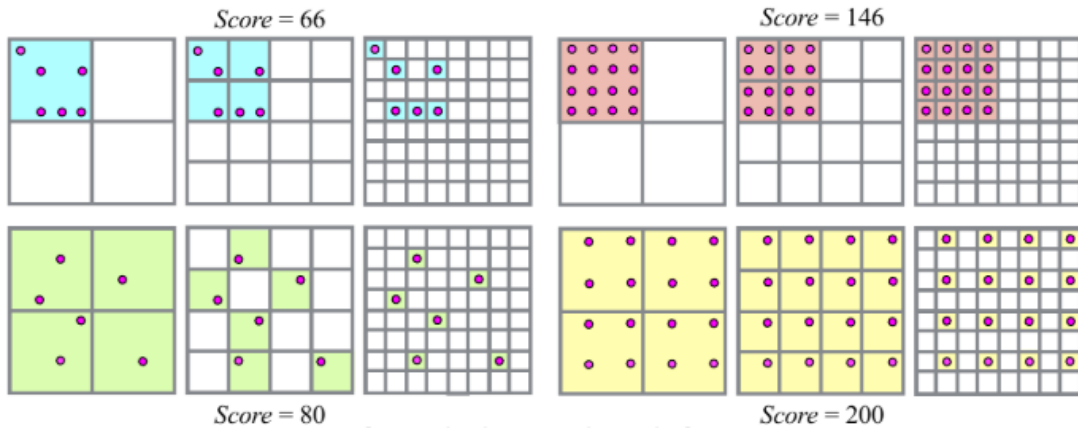 Score = 66
Score = 146
Score = 80
Score = 200